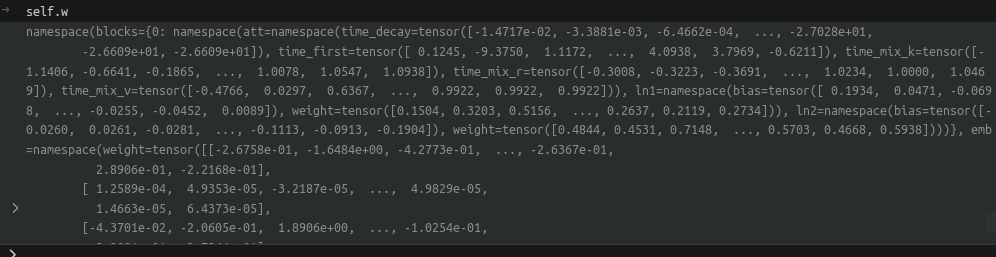 self.w
namespace(blocks={0: namespace(att=namespace(time_decay=tensor([-1.4717e-02, -3.3881e-03, -6.4662e-04,  ..., -2.7028e+01,
        -2.6609e+01, -2.6609e+01]), time_first=tensor([ 0.1245, -9.3750,  1.1172,  ...,  4.0938,  3.7969, -0.6211]), time_mix_k=tensor([-
1.1406, -0.6641, -0.1865,  ...,  1.0078,  1.0547,  1.0938]), time_mix_r=tensor([-0.3008, -0.3223, -0.3691,  ...,  1.0234,  1.0000,  1.046
9]), time_mix_v=tensor([-0.4766,  0.0297,  0.6367,  ...,  0.9922,  0.9922,  0.9922])), ln1=namespace(bias=tensor([ 0.1934,  0.0471, -0.069
8,  ..., -0.0255, -0.0452,  0.0089]), weight=tensor([0.1504, 0.3203, 0.5156,  ..., 0.2637, 0.2119, 0.2734])), ln2=namespace(bias=tensor([-
0.0260,  0.0261, -0.0281,  ..., -0.1113, -0.0913, -0.1904]), weight=tensor([0.4844, 0.4531, 0.7148,  ..., 0.5703, 0.4668, 0.5938])))}, emb
=namespace(weight=tensor([[-2.6758e-01, -1.6484e+00, -4.2773e-01,  ..., -2.6367e-01,
          2.8906e-01, -2.2168e-01],
        [ 1.2589e-04,  4.9353e-05, -3.2187e-05,  ...,  4.9829e-05,
          1.4663e-05,  6.4373e-05],
        [-4.3701e-02, -2.0605e-01,  1.8906e+00,  ..., -1.0254e-01,